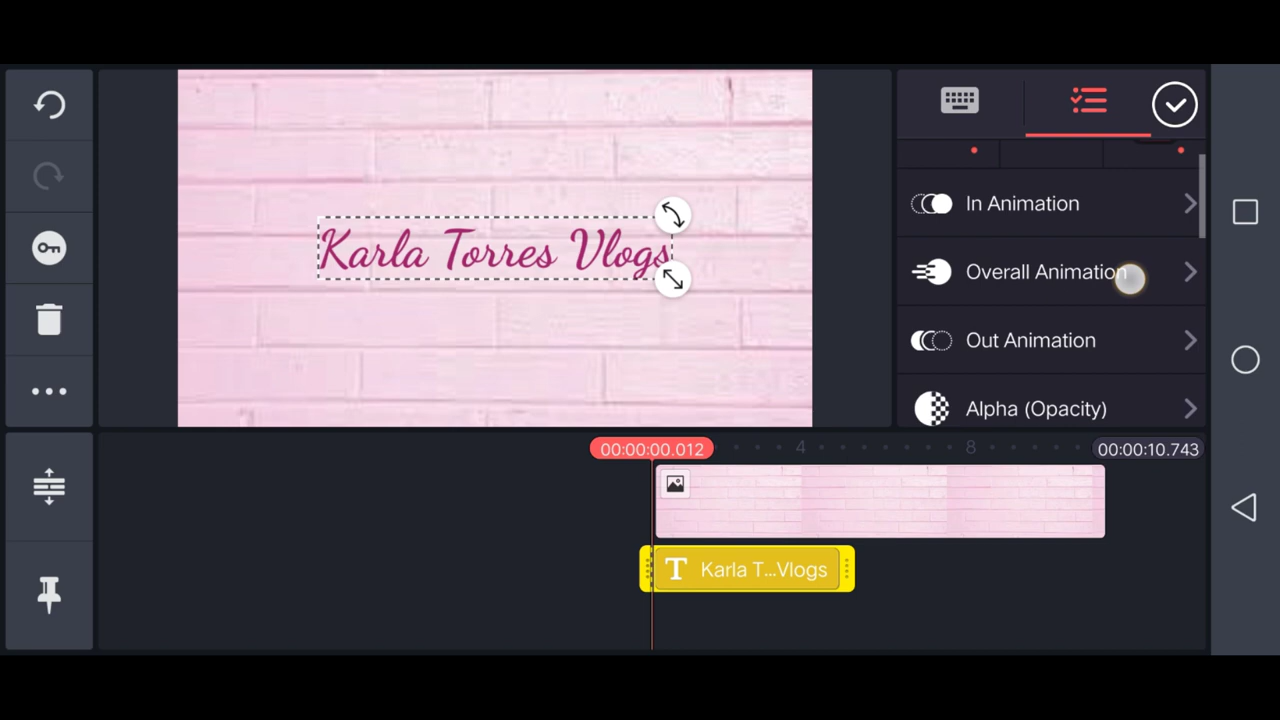 Karla Torres Vlogs
In Animation
Overall Animation
Out Animation
Alpha (Opacity)
00:00:00.012
4
8
00:00:10.743
T Karla T...Vlogs